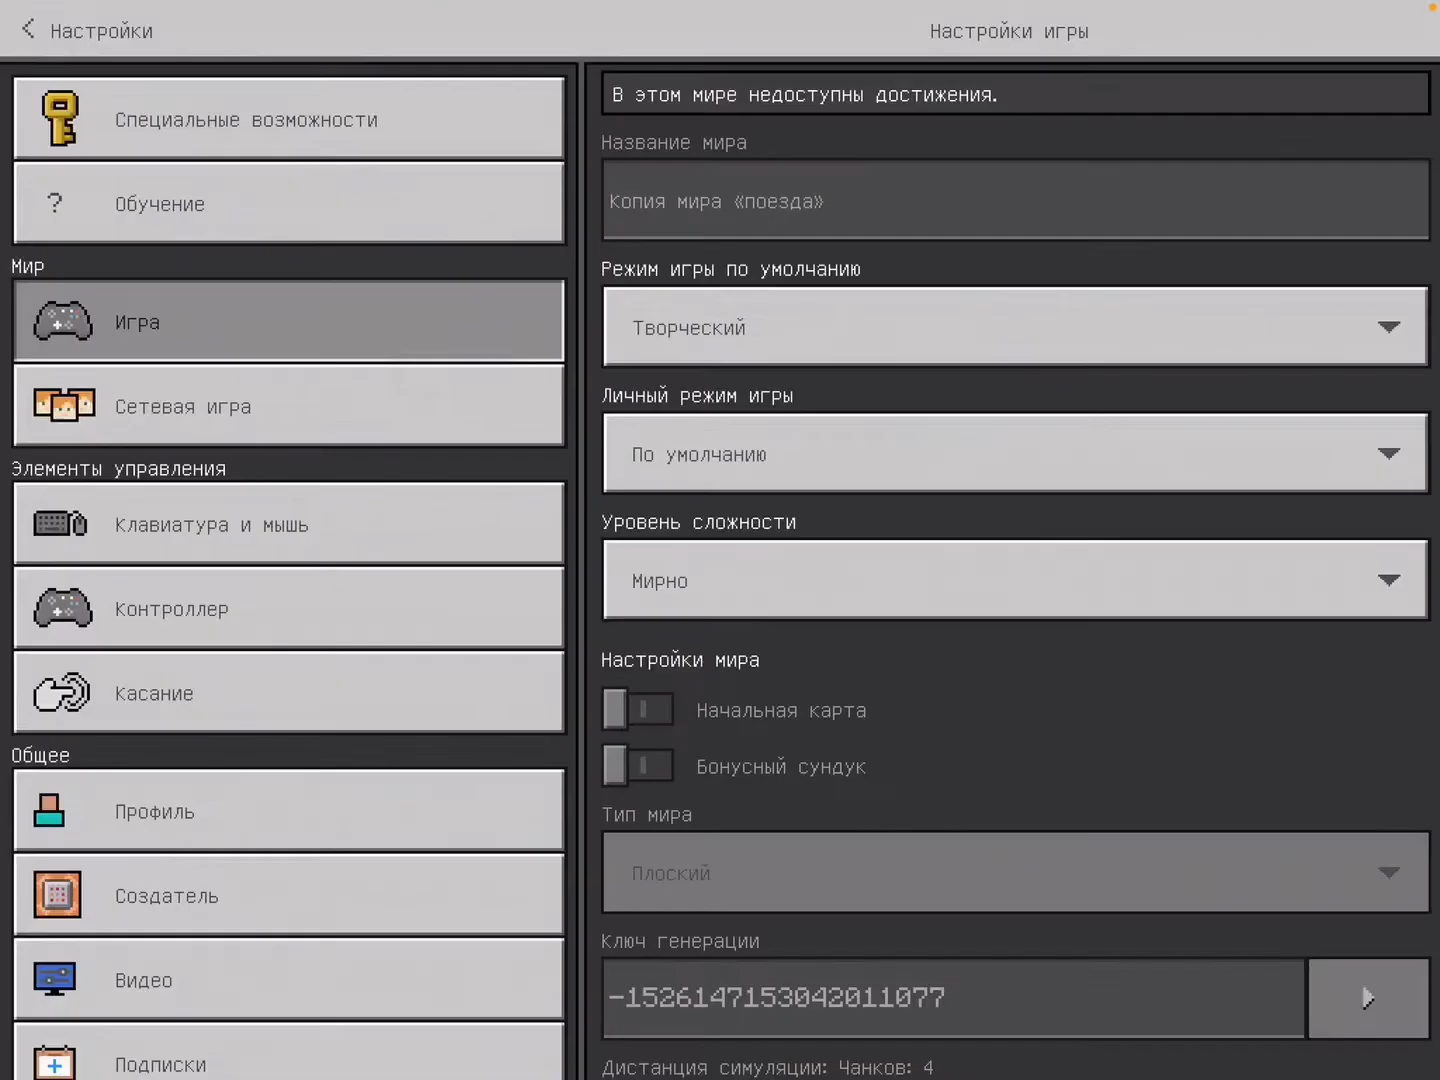 Настройки
Настройки игры
Специальные возможности
? Обучение
Мир
Игра
Сетевая игра
Элементы управления
Клавиатура и мышь
Контроллер
Касание
Общее
Профиль
Создатель
Видео
Подписки
В этом мире недоступны достижения.
Название мира
Копия мира «поезда»
Режим игры по умолчанию
Творческий
Личный режим игры
По умолчанию
Уровень сложности
Мирно
Настройки мира
Начальная карта
Бонусный сундук
Тип мира
Плоский
Ключ генерации
-1526147153042011077
Дистанция симуляции: Чанков: 4